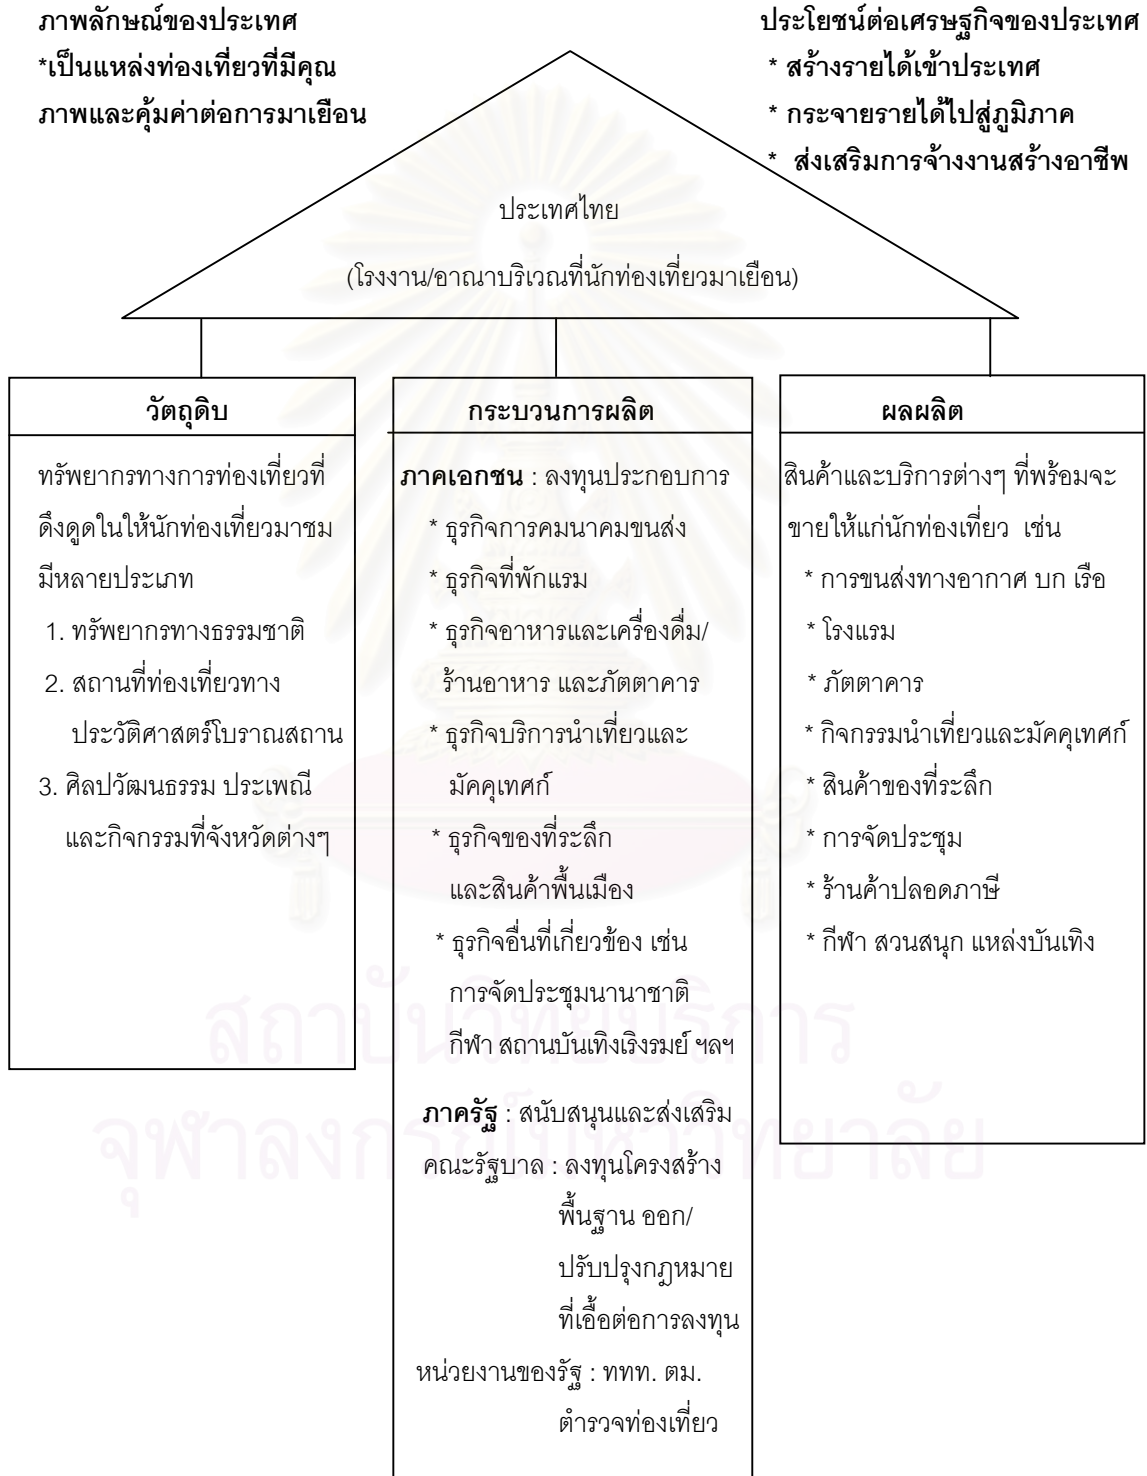 ภาพลักษณ์ของประเทศ
*เป็นแหล่งท่องเที่ยวที่มีคุณ
ภาพและคุ้มค่าต่อการมาเยือน
ประโยชน์ต่อเศรษฐกิจของประเทศ
* สร้างรายได้เข้าประเทศ
* กระจายรายได้ไปสู่ภูมิภาค
* ส่งเสริมการจ้างงานสร้างอาชีพ
ประเทศไทย
(โรงงาน/อาณาบริเวณที่นักท่องเที่ยวมาเยือน)
วัตถุดิบ
ทรัพยากรทางการท่องเที่ยวที่
ดึงดูดในให้นักท่องเที่ยวมาชม
มีหลายประเภท
1. ทรัพยากรทางธรรมชาติ
2. สถานที่ท่องเที่ยวทาง
ประวัติศาสตร์โบราณสถาน
3. ศิลปวัฒนธรรม ประเพณี
และกิจกรรมที่จังหวัดต่างๆ
กระบวนการผลิต
ภาคเอกชน : ลงทุนประกอบการ
* ธุรกิจการคมนาคมขนส่ง
* ธุรกิจที่พักแรม
* ธุรกิจอาหารและเครื่องดื่ม/
ร้านอาหาร และภัตตาคาร
* ธุรกิจบริการนำเที่ยวและ
มัคคุเทศก์
* ธุรกิจของที่ระลึก
และสินค้าพื้นเมือง
* ธุรกิจอื่นที่เกี่ยวข้อง เช่น
การจัดประชุมนานาชาติ
กีฬา สถานบันเทิงเริงรมย์ ฯลฯ
ภาครัฐ : สนับสนุนและส่งเสริม
คณะรัฐบาล : ลงทุนโครงสร้าง
พื้นฐาน ออก/
ปรับปรุงกฎหมาย
ที่เอื้อต่อการลงทุน
หน่วยงานของรัฐ : ททท. ตม.
ตำรวจท่องเที่ยว
ผลผลิต
สินค้าและบริการต่างๆ ที่พร้อมจะ
ขายให้แก่นักท่องเที่ยว เช่น
* การขนส่งทางอากาศ บก เรือ
* โรงแรม
* ภัตตาคาร
* กิจกรรมนำเที่ยวและมัคคุเทศก์
* สินค้าของที่ระลึก
* การจัดประชุม
* ร้านค้าปลอดภาษี
* กีฬา สวนสนุก แหล่งบันเทิง
สถาบันวิทยบริการ
จุฬาลงกรณ์มหาวิทยาลัย